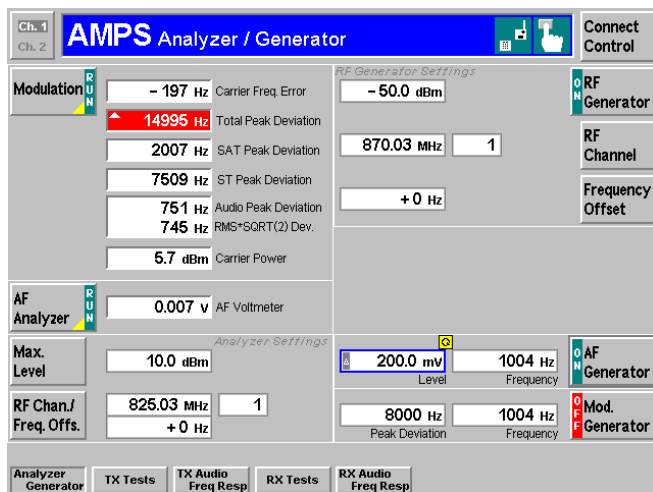 Ch. 1
Ch. 2
AMPS Analyzer / Generator
Connect Control
Modulation
RUN
- 197 Hz Carrier Freq. Error
14995 Hz Total Peak Deviation
2007 Hz SAT Peak Deviation
7509 Hz ST Peak Deviation
751 Hz Audio Peak Deviation
745 Hz RMS*SQRT(2) Dev.
5.7 dBm Carrier Power
RF Generator Settings
- 50.0 dBm
870.03 MHz 1
+ 0 Hz
ON
RF Generator
RF Channel
Frequency Offset
AF Analyzer
RUN
0.007 V AF Voltmeter
Analyzer Settings
Max. Level
10.0 dBm
RF Chan./ Freq. Offs.
825.03 MHz 1
+ 0 Hz
Q
200.0 mV 1004 Hz
Level Frequency
ON
AF Generator
8000 Hz 1004 Hz
Peak Deviation Frequency
OFF
Mod. Generator
Analyzer Generator
TX Tests
TX Audio Freq Resp
RX Tests
RX Audio Freq Resp